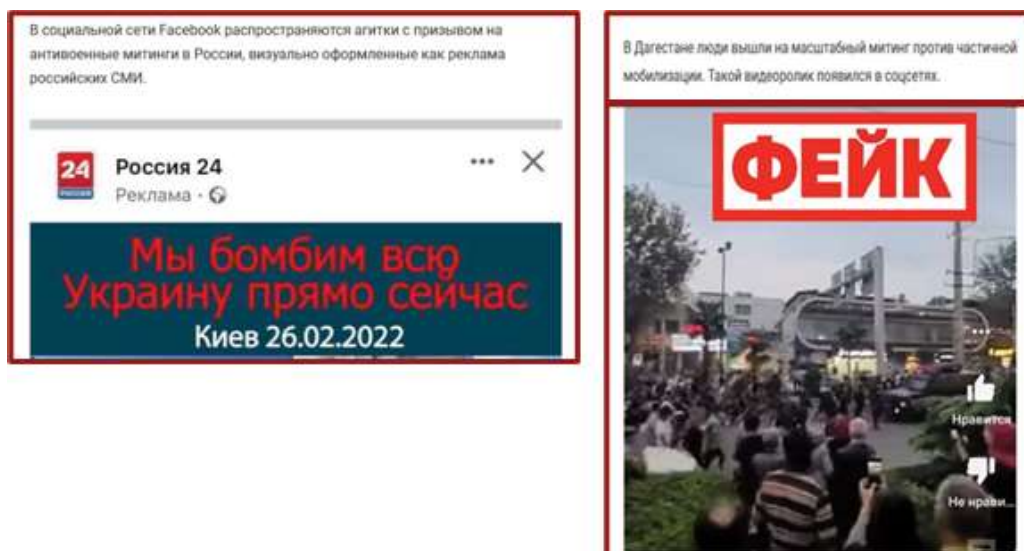 В социальной сети Facebook распространяются агитки с призывом на
антивоенные митинги в России, визуально оформленные как реклама
российских СМИ.
24
РОССИЯ
Россия 24
Реклама ·
Мы бомбим всю
Украину прямо сейчас
Киев 26.02.2022
В Дагестане люди вышли на масштабный митинг против частичной
мобилизации. Такой видеоролик появился в соцсетях.
ФЕЙК
Нравится
Не нрави...